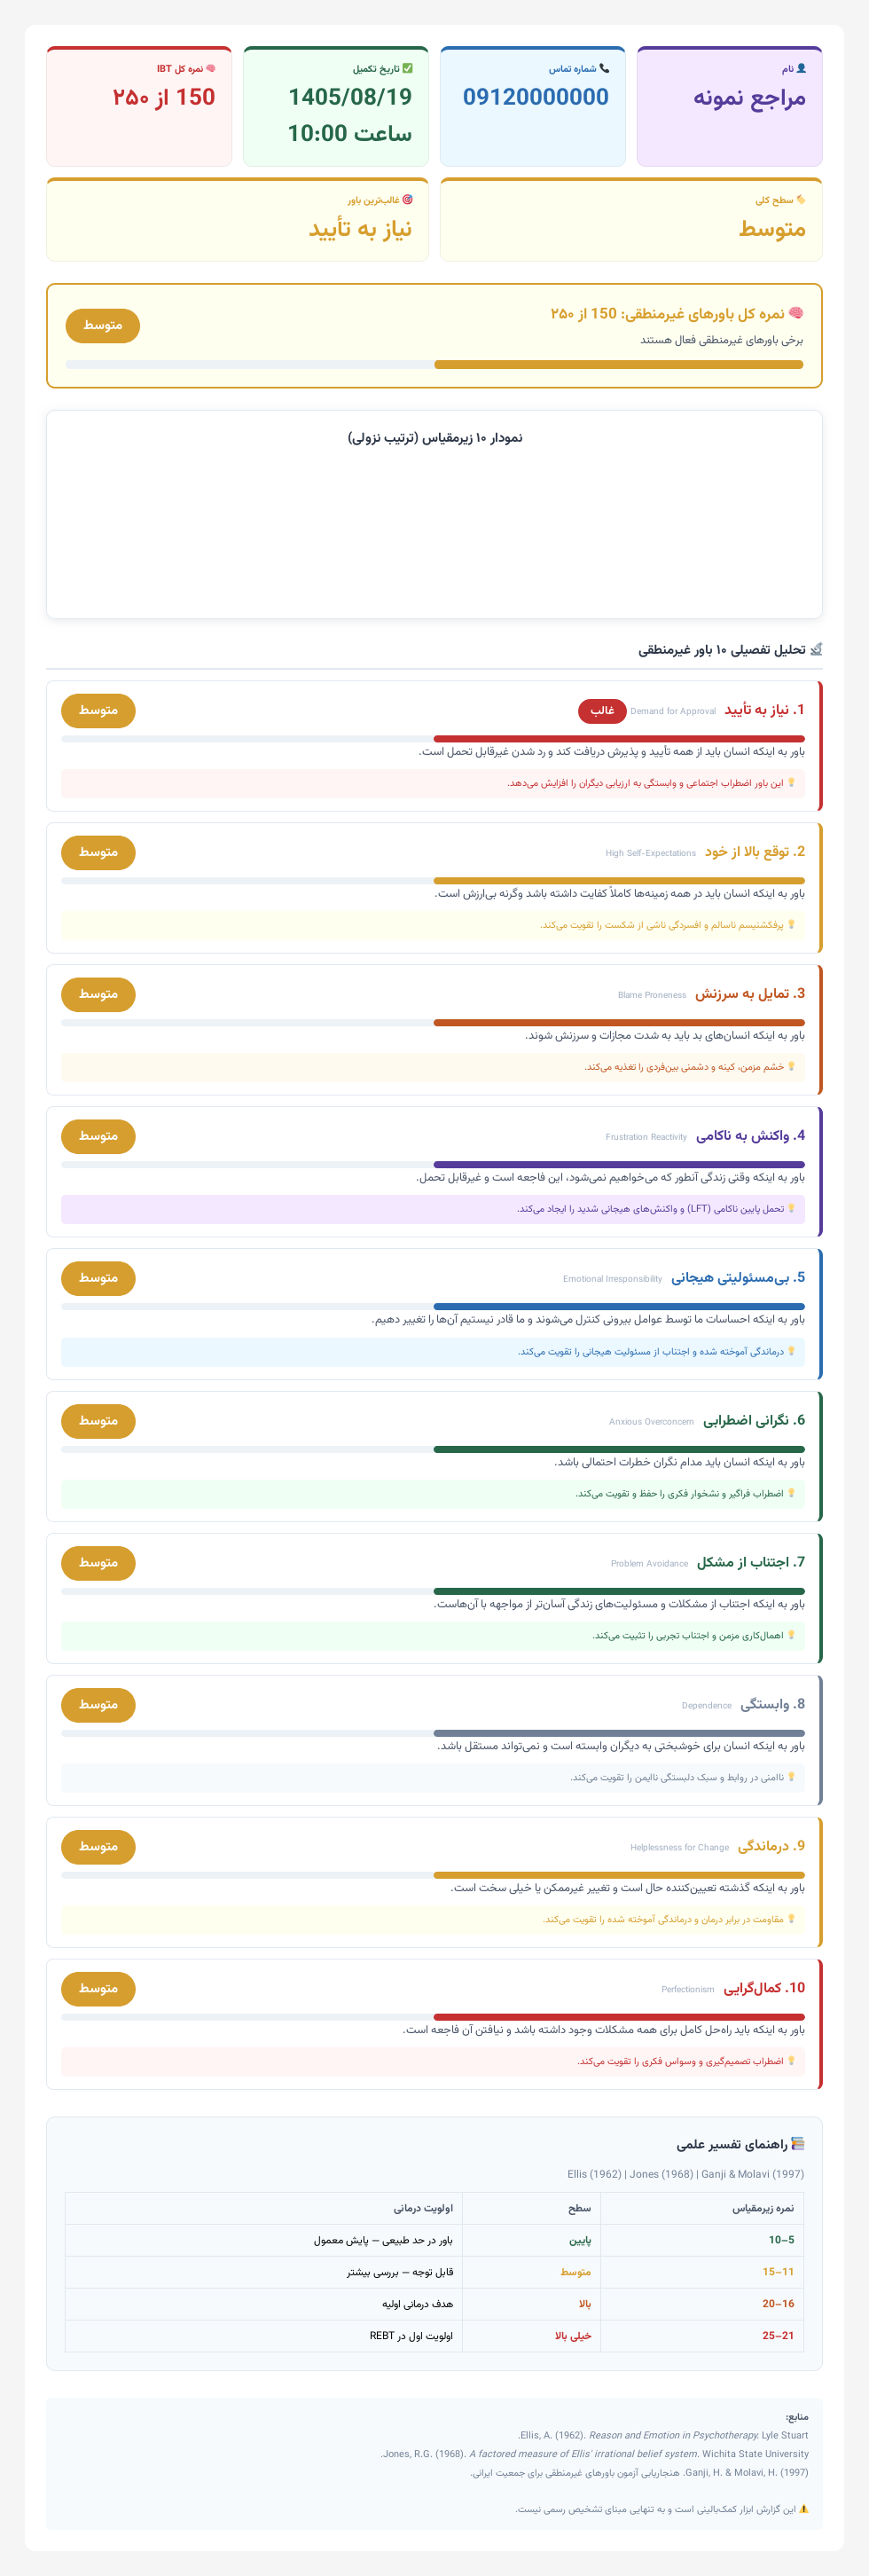 👤 نام
مراجع نمونه
📞 شماره تماس
09120000000
✅ تاریخ تکمیل
1405/08/19
ساعت 10:00
🧠 نمره کل IBT
150 از ۲۵۰
🏷️ سطح کلی
متوسط
🎯 غالب‌ترین باور
نیاز به تأیید
🧠 نمره کل باورهای غیرمنطقی: 150 از ۲۵۰
برخی باورهای غیرمنطقی فعال هستند
متوسط
نمودار ۱۰ زیرمقیاس (ترتیب نزولی)
🔬 تحلیل تفصیلی ۱۰ باور غیرمنطقی
1. نیاز به تأیید Demand for Approval غالب
متوسط
باور به اینکه انسان باید از همه تأیید و پذیرش دریافت کند و رد شدن غیرقابل تحمل است.
💡 این باور اضطراب اجتماعی و وابستگی به ارزیابی دیگران را افزایش می‌دهد.
2. توقع بالا از خود High Self-Expectations
متوسط
باور به اینکه انسان باید در همه زمینه‌ها کاملاً کفایت داشته باشد وگرنه بی‌ارزش است.
💡 پرفکشنیسم ناسالم و افسردگی ناشی از شکست را تقویت می‌کند.
3. تمایل به سرزنش Blame Proneness
متوسط
باور به اینکه انسان‌های بد باید به شدت مجازات و سرزنش شوند.
💡 خشم مزمن، کینه و دشمنی بین‌فردی را تغذیه می‌کند.
4. واکنش به ناکامی Frustration Reactivity
متوسط
باور به اینکه وقتی زندگی آنطور که می‌خواهیم نمی‌شود، این فاجعه است و غیرقابل تحمل.
💡 تحمل پایین ناکامی (LFT) و واکنش‌های هیجانی شدید را ایجاد می‌کند.
5. بی‌مسئولیتی هیجانی Emotional Irresponsibility
متوسط
باور به اینکه احساسات ما توسط عوامل بیرونی کنترل می‌شوند و ما قادر نیستیم آن‌ها را تغییر دهیم.
💡 درماندگی آموخته شده و اجتناب از مسئولیت هیجانی را تقویت می‌کند.
6. نگرانی اضطرابی Anxious Overconcern
متوسط
باور به اینکه انسان باید مدام نگران خطرات احتمالی باشد.
💡 اضطراب فراگیر و نشخوار فکری را حفظ و تقویت می‌کند.
7. اجتناب از مشکل Problem Avoidance
متوسط
باور به اینکه اجتناب از مشکلات و مسئولیت‌های زندگی آسان‌تر از مواجهه با آن‌هاست.
💡 اهمال‌کاری مزمن و اجتناب تجربی را تثبیت می‌کند.
8. وابستگی Dependence
متوسط
باور به اینکه انسان برای خوشبختی به دیگران وابسته است و نمی‌تواند مستقل باشد.
💡 ناامنی در روابط و سبک دلبستگی ناایمن را تقویت می‌کند.
9. درماندگی Helplessness for Change
متوسط
باور به اینکه گذشته تعیین‌کننده حال است و تغییر غیرممکن یا خیلی سخت است.
💡 مقاومت در برابر درمان و درماندگی آموخته شده را تقویت می‌کند.
10. کمال‌گرایی Perfectionism
متوسط
باور به اینکه باید راه‌حل کامل برای همه مشکلات وجود داشته باشد و نیافتن آن فاجعه است.
💡 اضطراب تصمیم‌گیری و وسواس فکری را تقویت می‌کند.
📚 راهنمای تفسیر علمی
Ellis (1962) | Jones (1968) | Ganji & Molavi (1997)
نمره زیرمقیاس سطح اولویت درمانی
5–10 پایین باور در حد طبیعی — پایش معمول
11–15 متوسط قابل توجه — بررسی بیشتر
16–20 بالا هدف درمانی اولیه
21–25 خیلی بالا اولویت اول در REBT
منابع:
Ellis, A. (1962). Reason and Emotion in Psychotherapy. Lyle Stuart.
Jones, R.G. (1968). A factored measure of Ellis' irrational belief system. Wichita State University.
Ganji, H. & Molavi, H. (1997). هنجاریابی آزمون باورهای غیرمنطقی برای جمعیت ایرانی.
⚠️ این گزارش ابزار کمک‌بالینی است و به تنهایی مبنای تشخیص رسمی نیست.